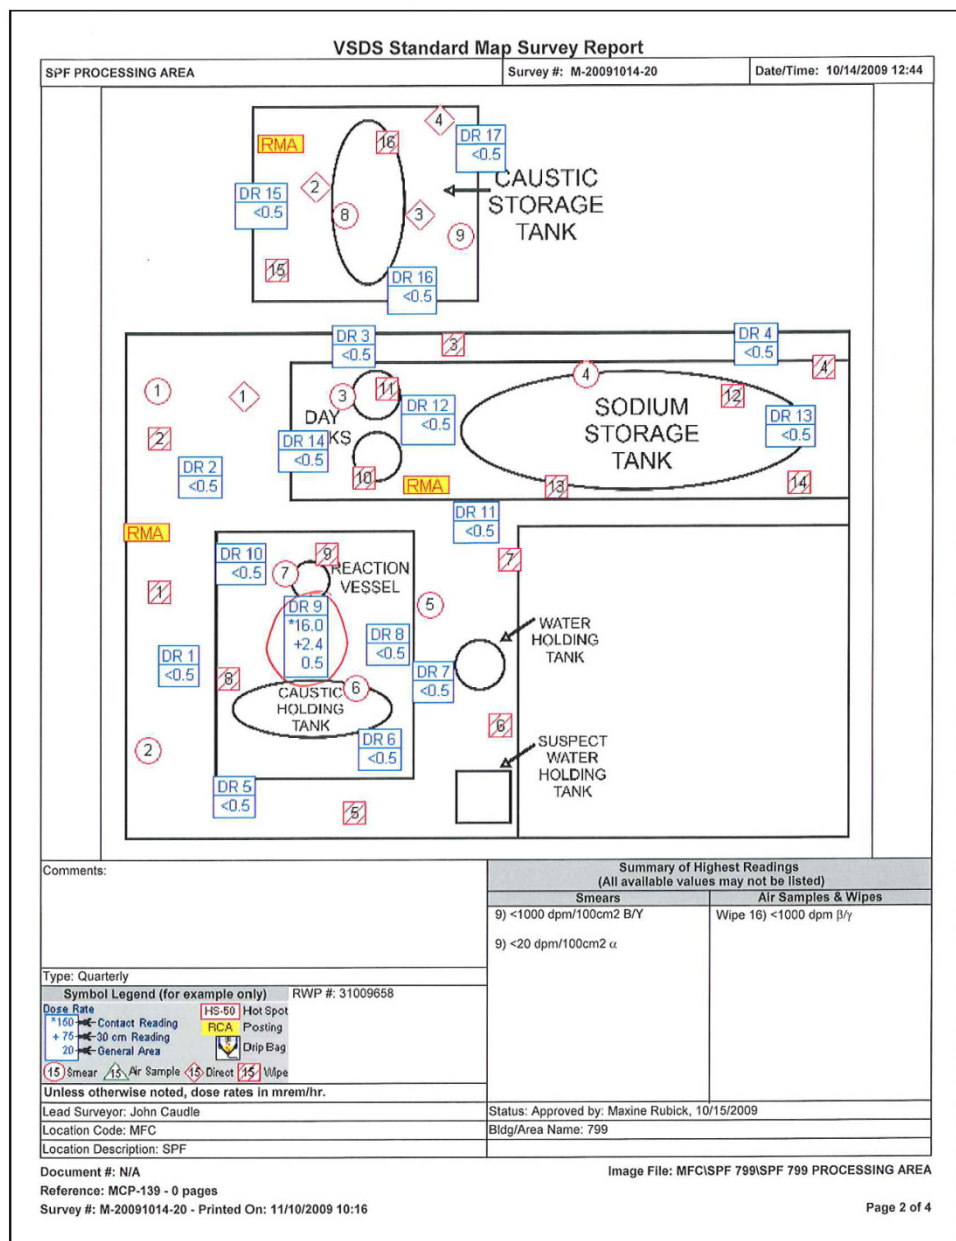 VSDS Standard Map Survey Report
SPF PROCESSING AREA
Survey #: M-20091014-20
Date/Time: 10/14/2009 12:44
4
RMA
16
DR 17
<0.5
2
DR 15
<0.5
8
3
CAUSTIC
STORAGE
TANK
9
15
DR 16
<0.5
DR 3
<0.5
3
DR 4
<0.5
4
4
1
1
3
11
12
DAY
KS
DR 12
<0.5
SODIUM
STORAGE
TANK
DR 13
<0.5
2
DR 14
<0.5
DR 2
<0.5
10
RMA
13
14
DR 11
<0.5
RMA
DR 10
<0.5
9
7
REACTION
VESSEL
7
1
DR 9
*16.0
+2.4
0.5
5
DR 8
<0.5
WATER
HOLDING
TANK
DR 1
<0.5
8
DR 7
<0.5
CAUSTIC
HOLDING
TANK
6
6
2
DR 6
<0.5
SUSPECT
WATER
HOLDING
TANK
DR 5
<0.5
5
Comments:
Summary of Highest Readings
(All available values may not be listed)
Smears
Air Samples & Wipes
9) <1000 dpm/100cm2 B/Y
Wipe 16) <1000 dpm β/γ
9) <20 dpm/100cm2 α
Type: Quarterly
Symbol Legend (for example only)
RWP #: 31009658
Dose Rate
*150 Contact Reading
+ 75 30 cm Reading
20 General Area
HS-50 Hot Spot
RCA Posting
Drip Bag
15 Smear 15 Air Sample 15 Direct 15 Wipe
Unless otherwise noted, dose rates in mrem/hr.
Lead Surveyor: John Caudle
Status: Approved by: Maxine Rubick, 10/15/2009
Location Code: MFC
Bldg/Area Name: 799
Location Description: SPF
Document #: N/A
Image File: MFC\SPF 799\SPF 799 PROCESSING AREA
Reference: MCP-139 - 0 pages
Survey #: M-20091014-20 - Printed On: 11/10/2009 10:16
Page 2 of 4